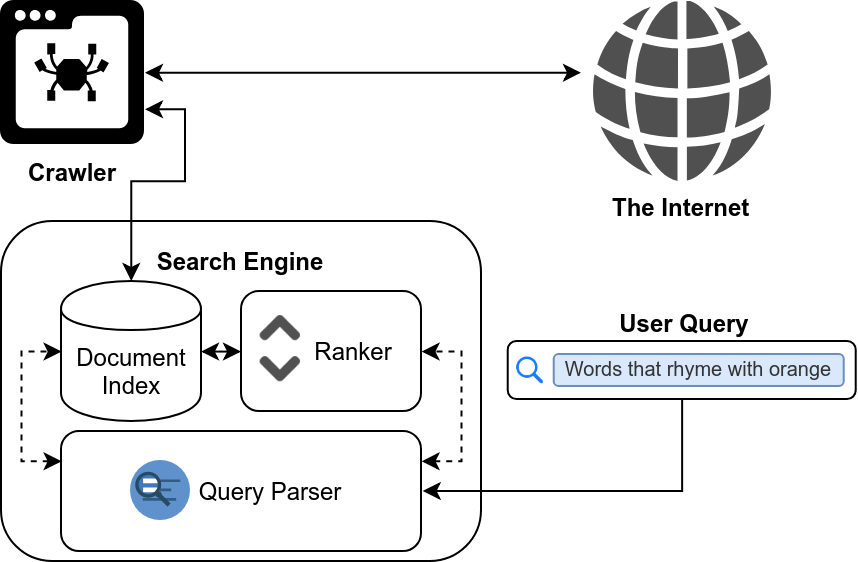 Crawler
The Internet
Search Engine
Document
Index
Ranker
User Query
Words that rhyme with orange
Query Parser